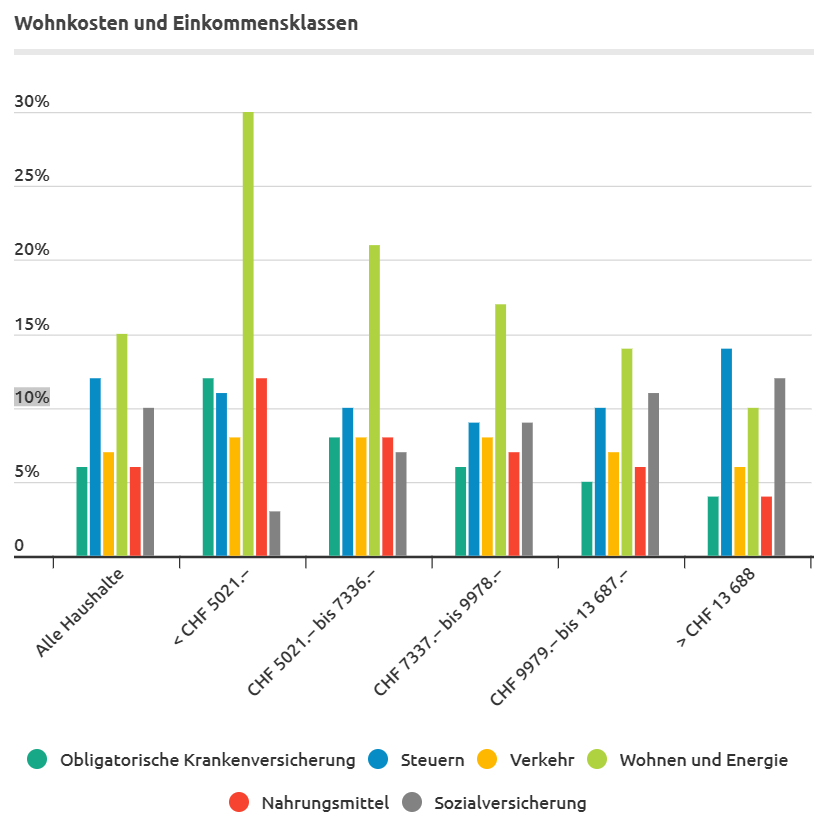 Wohnkosten und Einkommensklassen
30%
25%
20%
15%
10%
5%
0
Alle Haushalte
< CHF 5021.–
CHF 5021.– bis 7336.–
CHF 7337.– bis 9978.–
CHF 9979.– bis 13 687.–
> CHF 13 688
Obligatorische Krankenversicherung Steuern Verkehr Wohnen und Energie
Nahrungsmittel Sozialversicherung